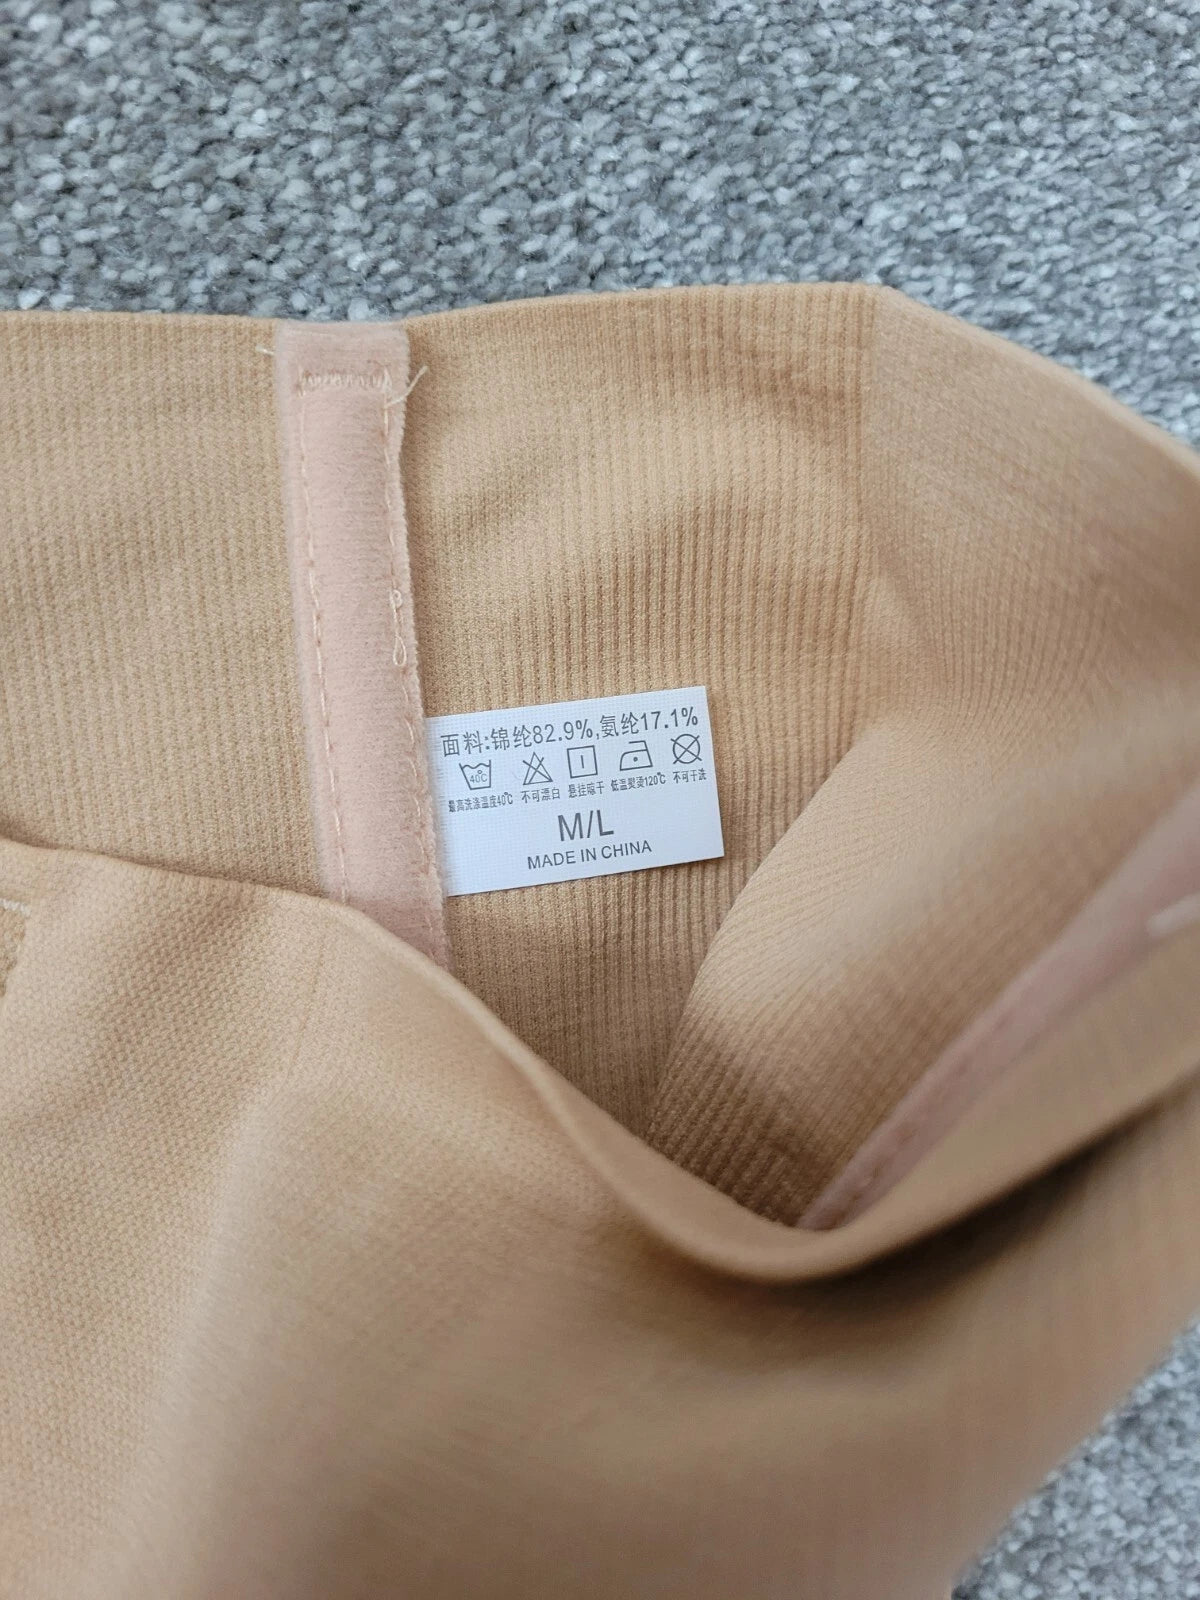 面料:锦纶82.9%,氨纶17.1%
40℃
最高洗涤温度40℃ 不可漂白 悬挂晾干 低温熨烫120℃ 不可干洗
M/L
MADE IN CHINA